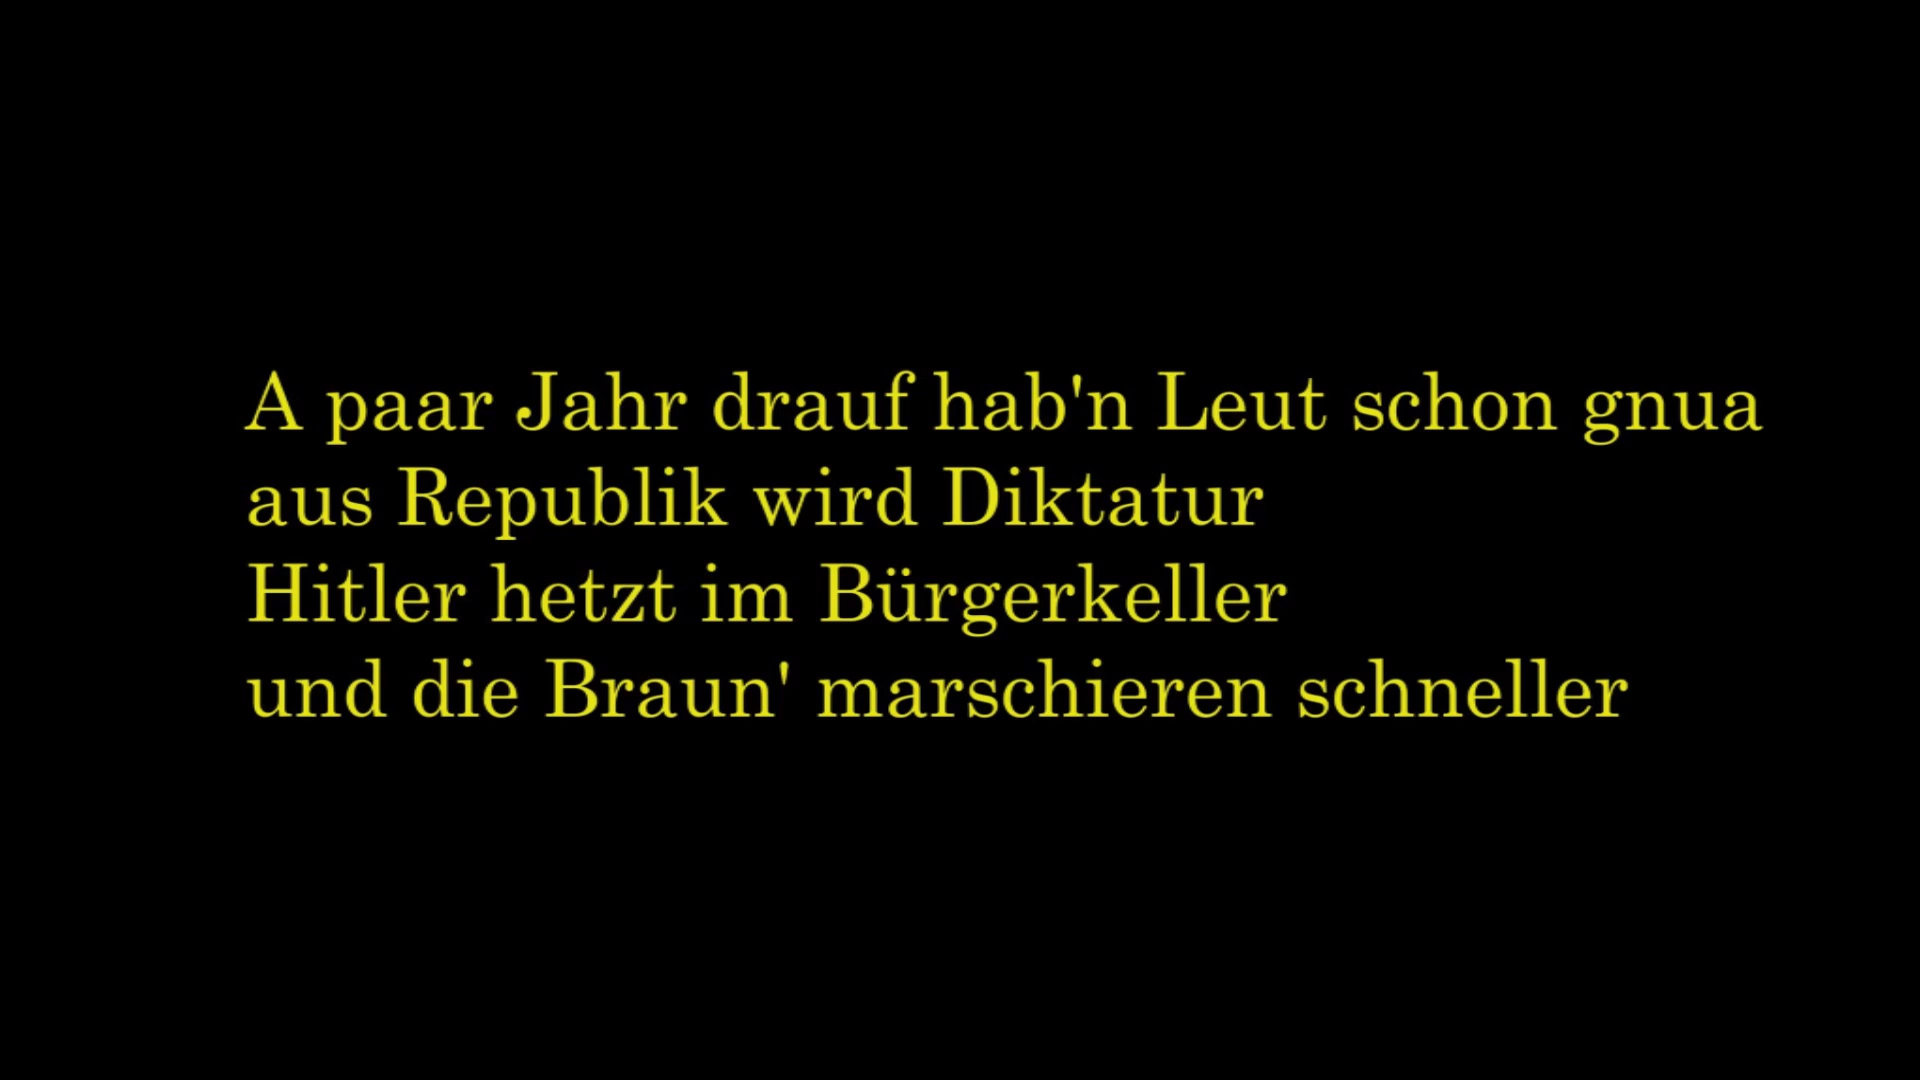 A paar Jahr drauf hab'n Leut schon gnua
aus Republik wird Diktatur
Hitler hetzt im Bürgerkeller
und die Braun' marschieren schneller